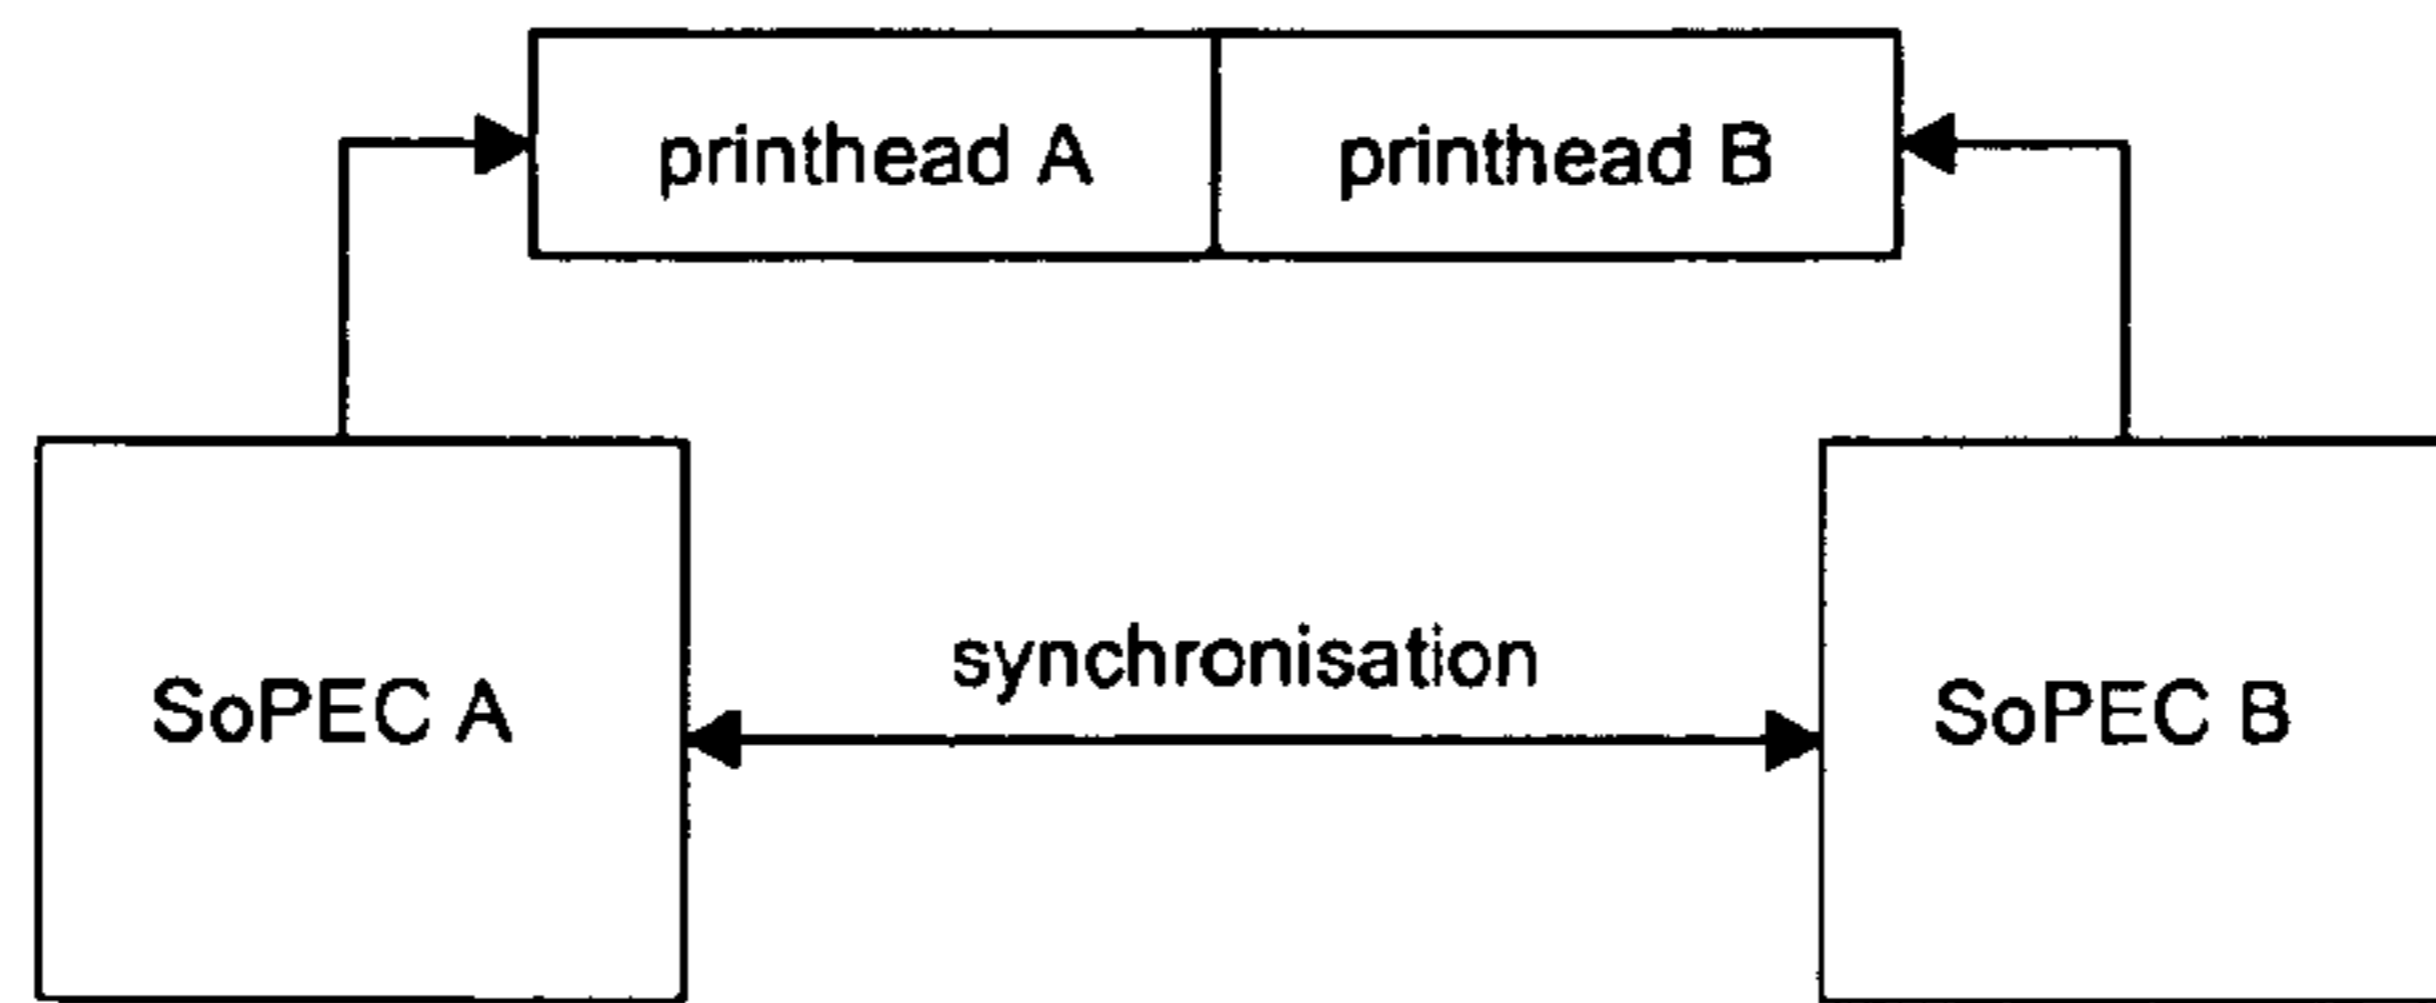 printhead A
printhead B
synchronisation
SoPEC A
SoPEC B